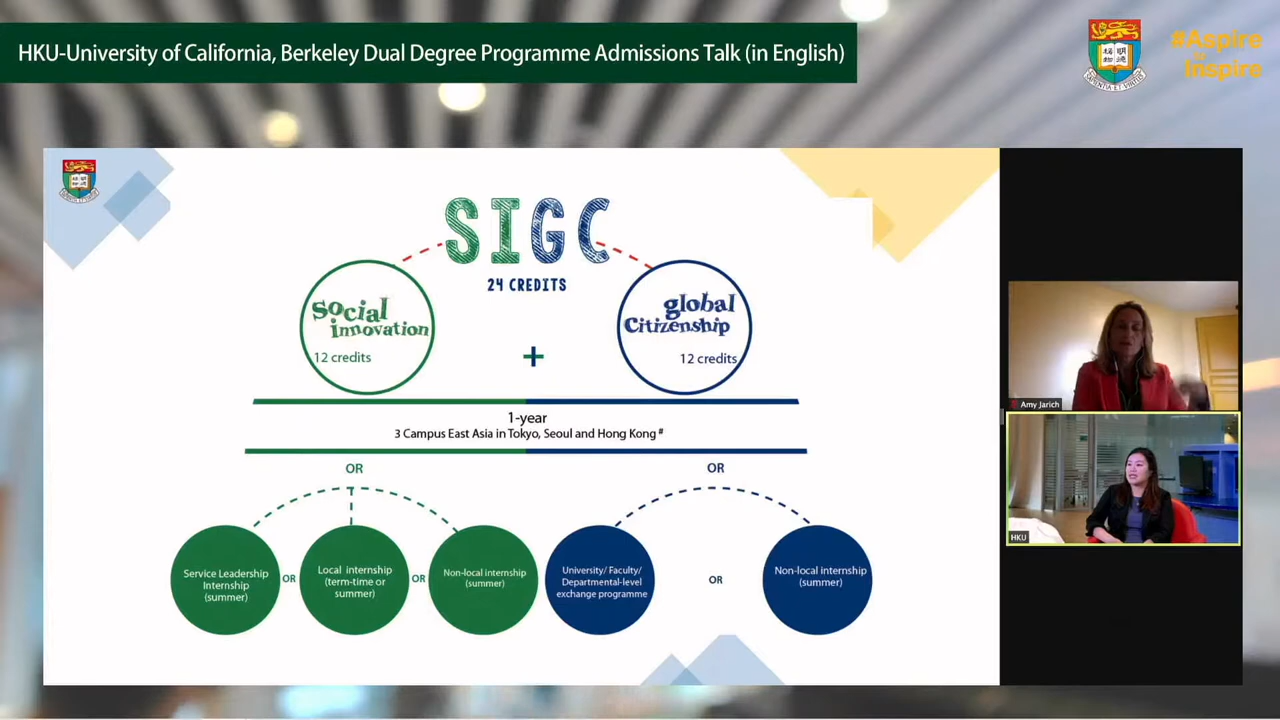 HKU-University of California, Berkeley Dual Degree Programme Admissions Talk (in English)
#Aspire
Inspire
SIGC
24 CREDITS
social
innovation
12 credits
+
global
Citizenship
12 credits
1-year
3 Campus East Asia in Tokyo, Seoul and Hong Kong #
OR
OR
Service Leadership
Internship
(summer)
OR
Local internship
(term-time or
summer)
OR
Non-local internship
(summer)
University/ Faculty/
Departmental-level
exchange programme
OR
Non-local internship
(summer)
Amy Jarich
HKU